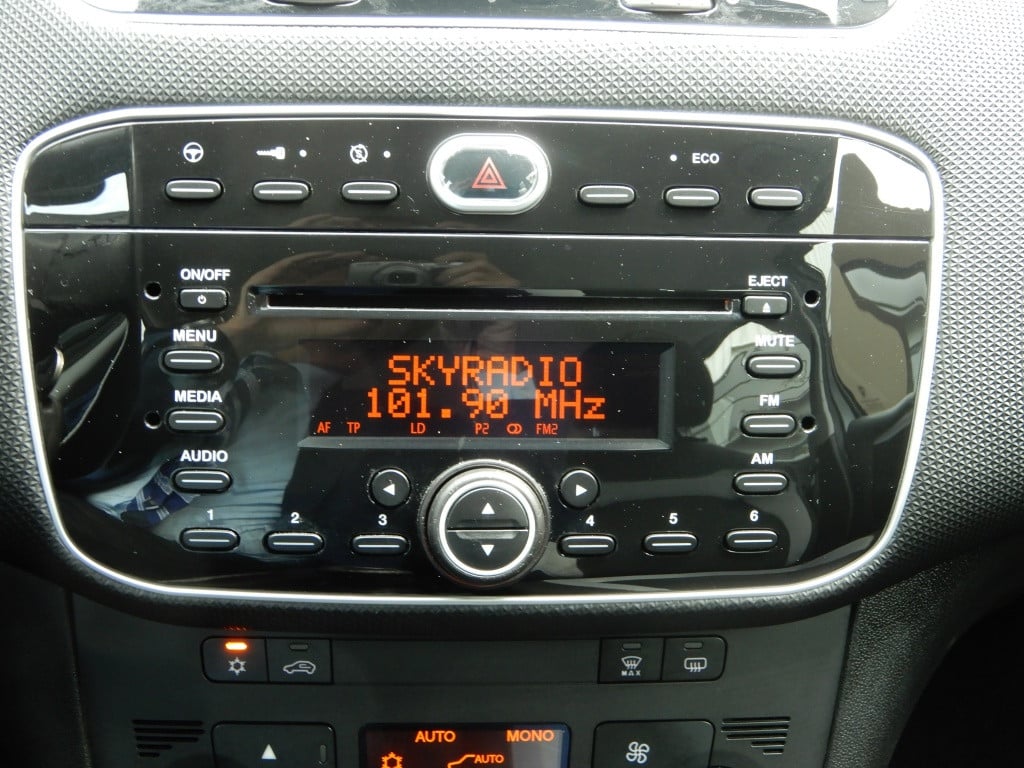 ECO
ON/OFF
EJECT
MENU
MUTE
SKYRADIO
MEDIA
101.90 MHz
FM
AF TP LD P2 FM2
AUDIO
AM
1 2 3 4 5 6
MAX
AUTO MONO
AUTO